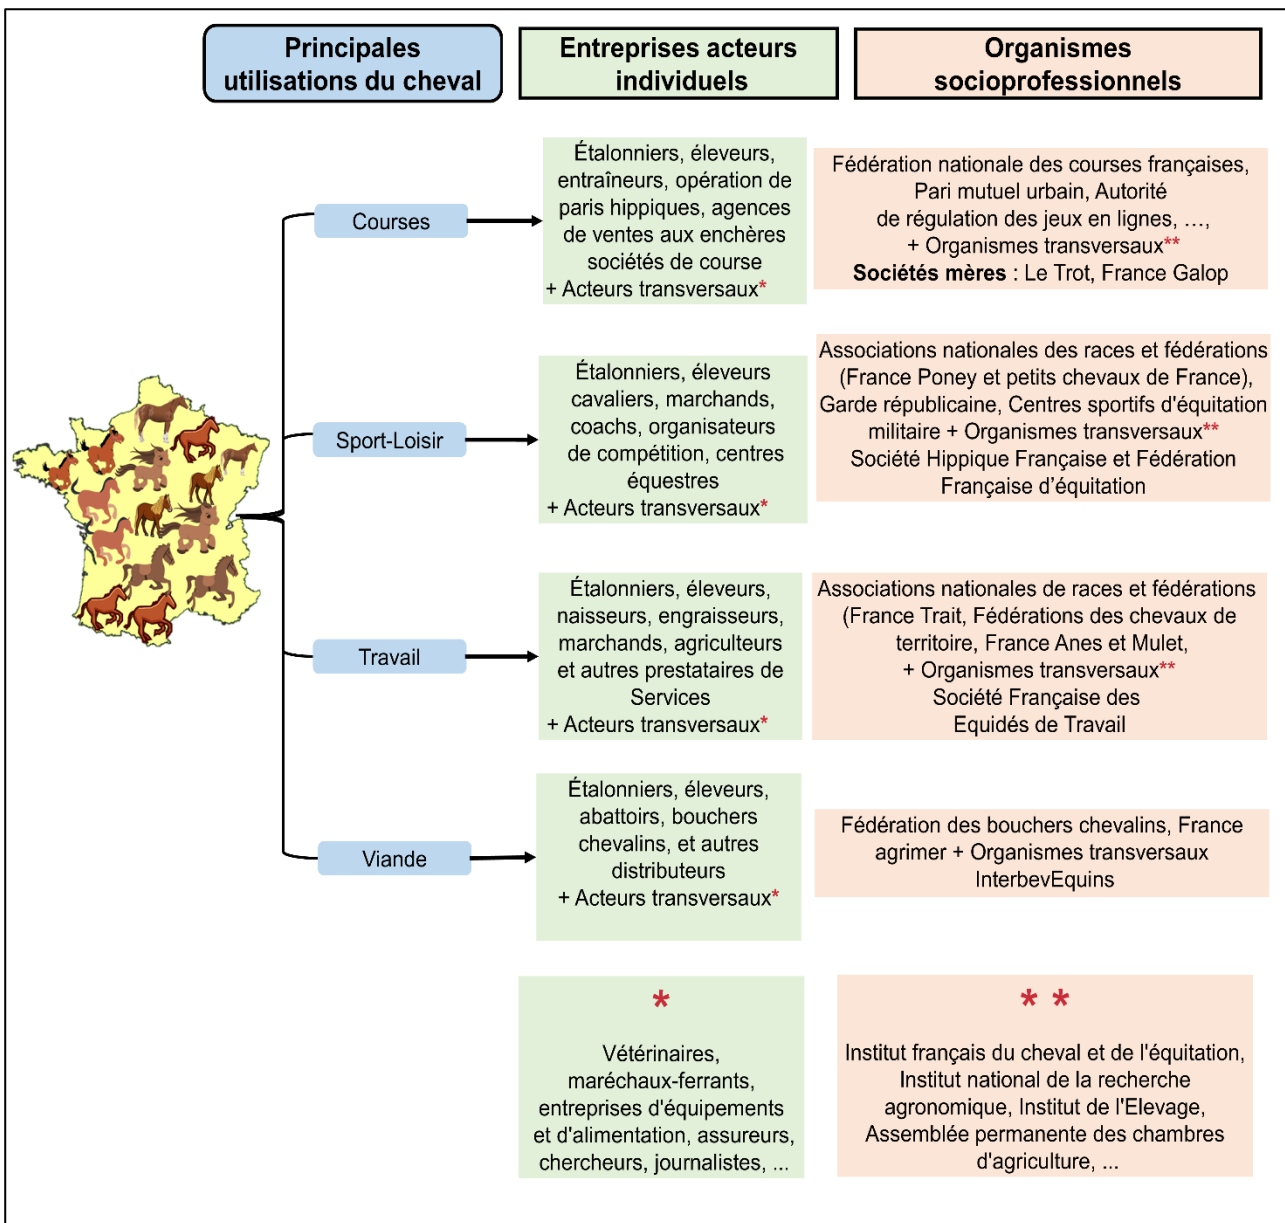 Principales
utilisations du cheval
Entreprises acteurs
individuels
Organismes
socioprofessionnels
Courses
Étalonniers, éleveurs,
entraîneurs, opération de
paris hippiques, agences
de ventes aux enchères
sociétés de course
+ Acteurs transversaux*
Fédération nationale des courses françaises,
Pari mutuel urbain, Autorité
de régulation des jeux en lignes, ...,
+ Organismes transversaux**
Sociétés mères : Le Trot, France Galop
Sport-Loisir
Étalonniers, éleveurs
cavaliers, marchands,
coachs, organisateurs
de compétition, centres
équestres
+ Acteurs transversaux*
Associations nationales des races et fédérations
(France Poney et petits chevaux de France),
Garde républicaine, Centres sportifs d'équitation
militaire + Organismes transversaux**
Société Hippique Française et Fédération
Française d'équitation
Travail
Étalonniers, éleveurs,
naisseurs, engraisseurs,
marchands, agriculteurs
et autres prestataires de
Services
+ Acteurs transversaux*
Associations nationales de races et fédérations
(France Trait, Fédérations des chevaux de
territoire, France Anes et Mulet,
+ Organismes transversaux**
Société Française des
Equidés de Travail
Viande
Étalonniers, éleveurs,
abattoirs, bouchers
chevalins, et autres
distributeurs
+ Acteurs transversaux*
Fédération des bouchers chevalins, France
agrimer + Organismes transversaux
InterbevEquins
*
Vétérinaires,
maréchaux-ferrants,
entreprises d'équipements
et d'alimentation, assureurs,
chercheurs, journalistes, ...
* *
Institut français du cheval et de l'équitation,
Institut national de la recherche
agronomique, Institut de l'Elevage,
Assemblée permanente des chambres
d'agriculture, ...